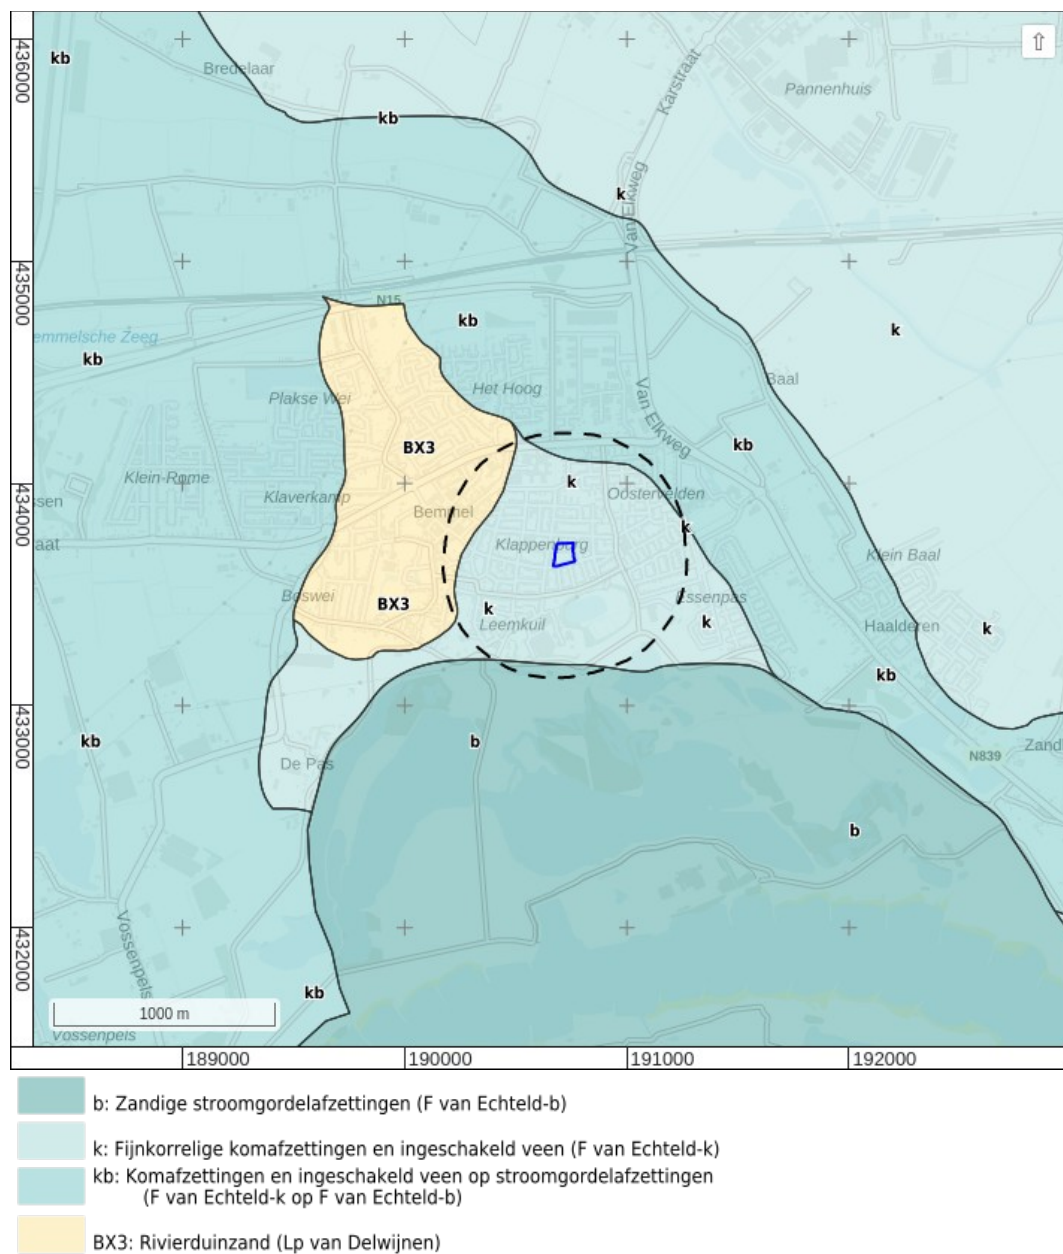 kb
Bredelaar
Karstraat
Pannenhuis
436000
kb
k
Van Elkweg
435000
N15
emmelsche Zeeg
kb
kb
k
Plakse Wei
Het Hoog
Baal
Van Elkweg
BX3
kb
Klein-Rome
Klaverkamp
k
Oostervelden
ssen
434000
Bemmel
k
aat
Klappenburg
Klein Baal
Boswei
BX3
k
Leemkuil
Essenpas
k
Haalderen
k
kb
433000
kb
b
De Pas
Zand
N839
b
Vossenpels
432000
kb
1000 m
Vossenpels
189000
190000
191000
192000
b: Zandige stroomgordelafzettingen (F van Echteld-b)
k: Fijnkorrelige komafzettingen en ingeschakeld veen (F van Echteld-k)
kb: Komafzettingen en ingeschakeld veen op stroomgordelafzettingen
(F van Echteld-k op F van Echteld-b)
BX3: Rivierduinzand (Lp van Delwijnen)